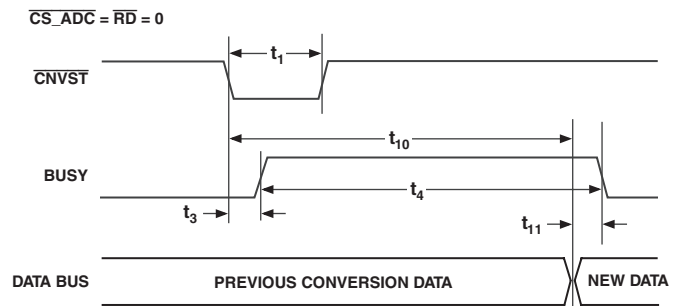 CS_ADC = RD = 0
t1
CNVST
t10
BUSY
t4
t3
t11
DATA BUS PREVIOUS CONVERSION DATA NEW DATA